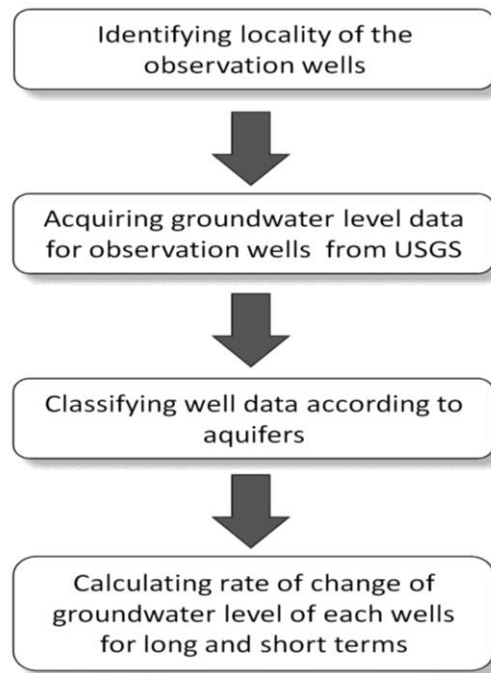 Identifying locality of the
observation wells
Acquiring groundwater level data
for observation wells from USGS
Classifying well data according to
aquifers
Calculating rate of change of
groundwater level of each wells
for long and short terms